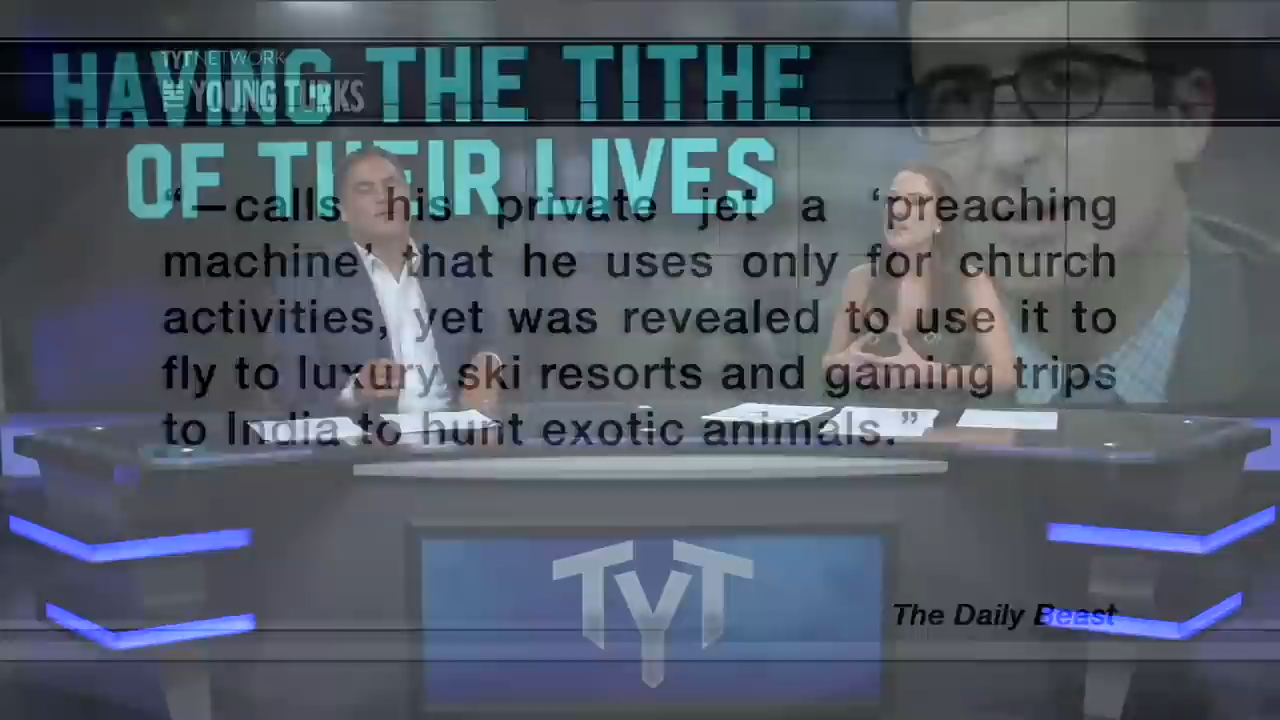 TYT NETWORK
THE YOUNG TURKS
HAVING THE TITHE
OF THEIR LIVES
“—calls his private jet a ‘preaching
machine’ that he uses only for church
activities, yet was revealed to use it to
fly to luxury ski resorts and gaming trips
to India to hunt exotic animals.”
TYT
The Daily Beast